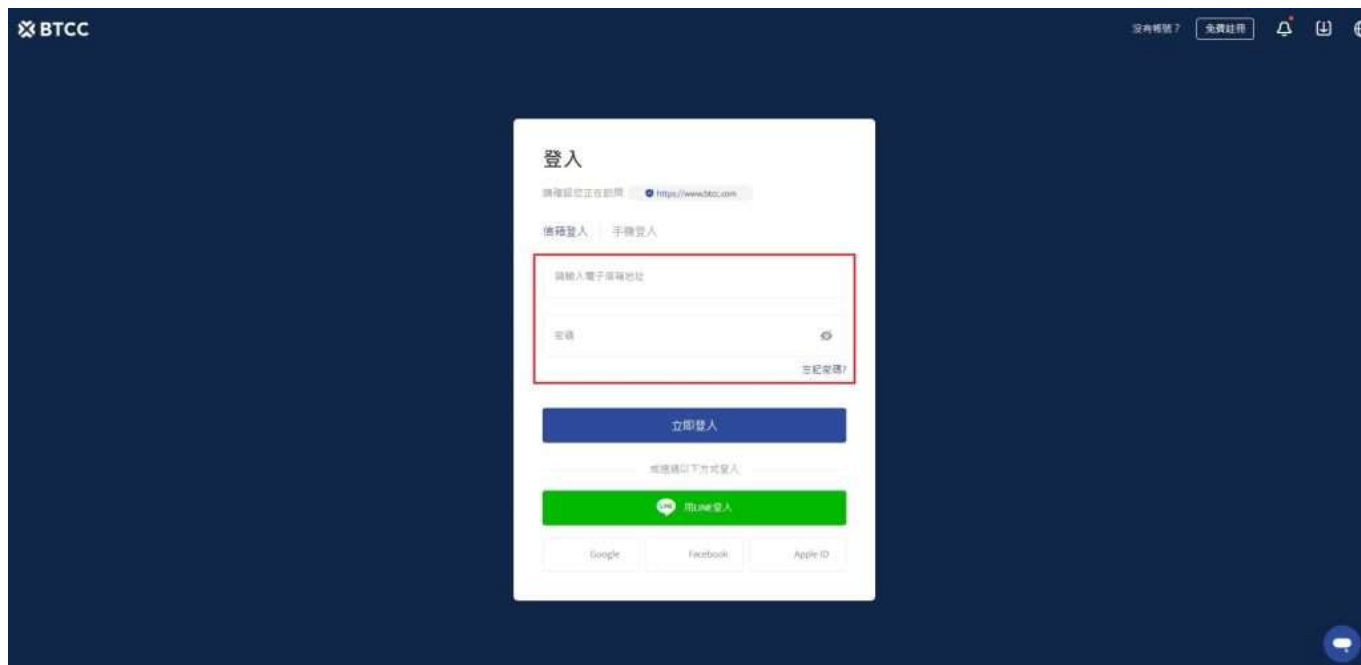 BTCC
沒有帳號？ 免費註冊
登入
請確認您正在訪問 https://www.btcc.com
信箱登入 手機登入
請輸入電子信箱地址
密碼
忘記密碼?
立即登入
或透過以下方式登入
LINE 用LINE登入
Google Facebook Apple ID